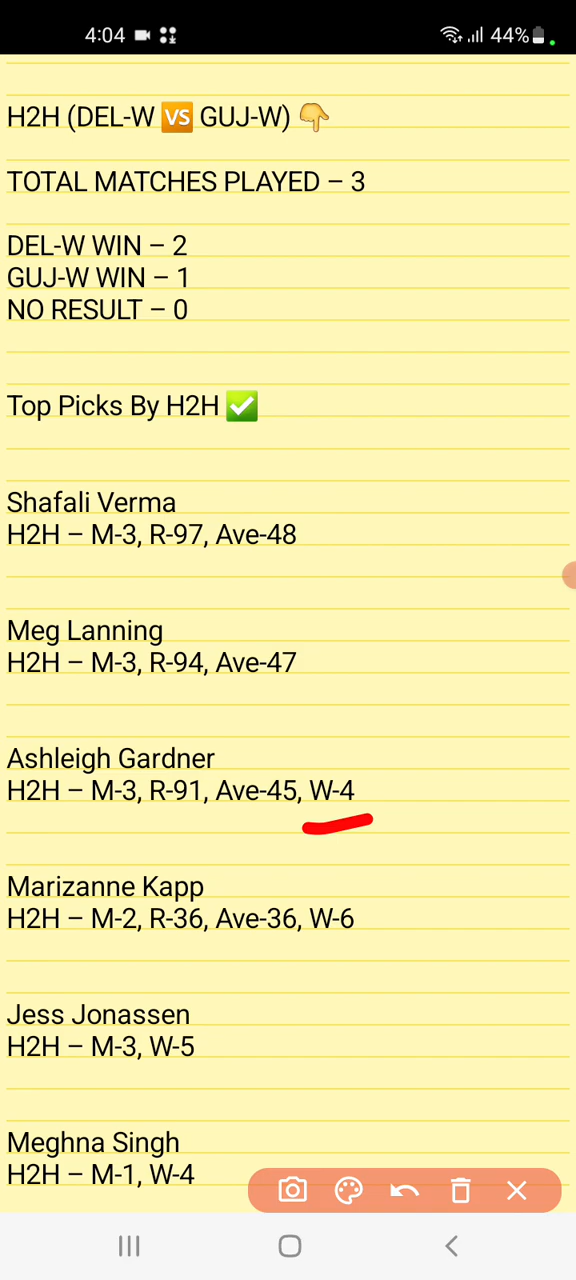 4:04
44%
H2H (DEL-W 🆚 GUJ-W) 👇
TOTAL MATCHES PLAYED – 3
DEL-W WIN – 2
GUJ-W WIN – 1
NO RESULT – 0
Top Picks By H2H ✅
Shafali Verma
H2H – M-3, R-97, Ave-48
Meg Lanning
H2H – M-3, R-94, Ave-47
Ashleigh Gardner
H2H – M-3, R-91, Ave-45, W-4
Marizanne Kapp
H2H – M-2, R-36, Ave-36, W-6
Jess Jonassen
H2H – M-3, W-5
Meghna Singh
H2H – M-1, W-4